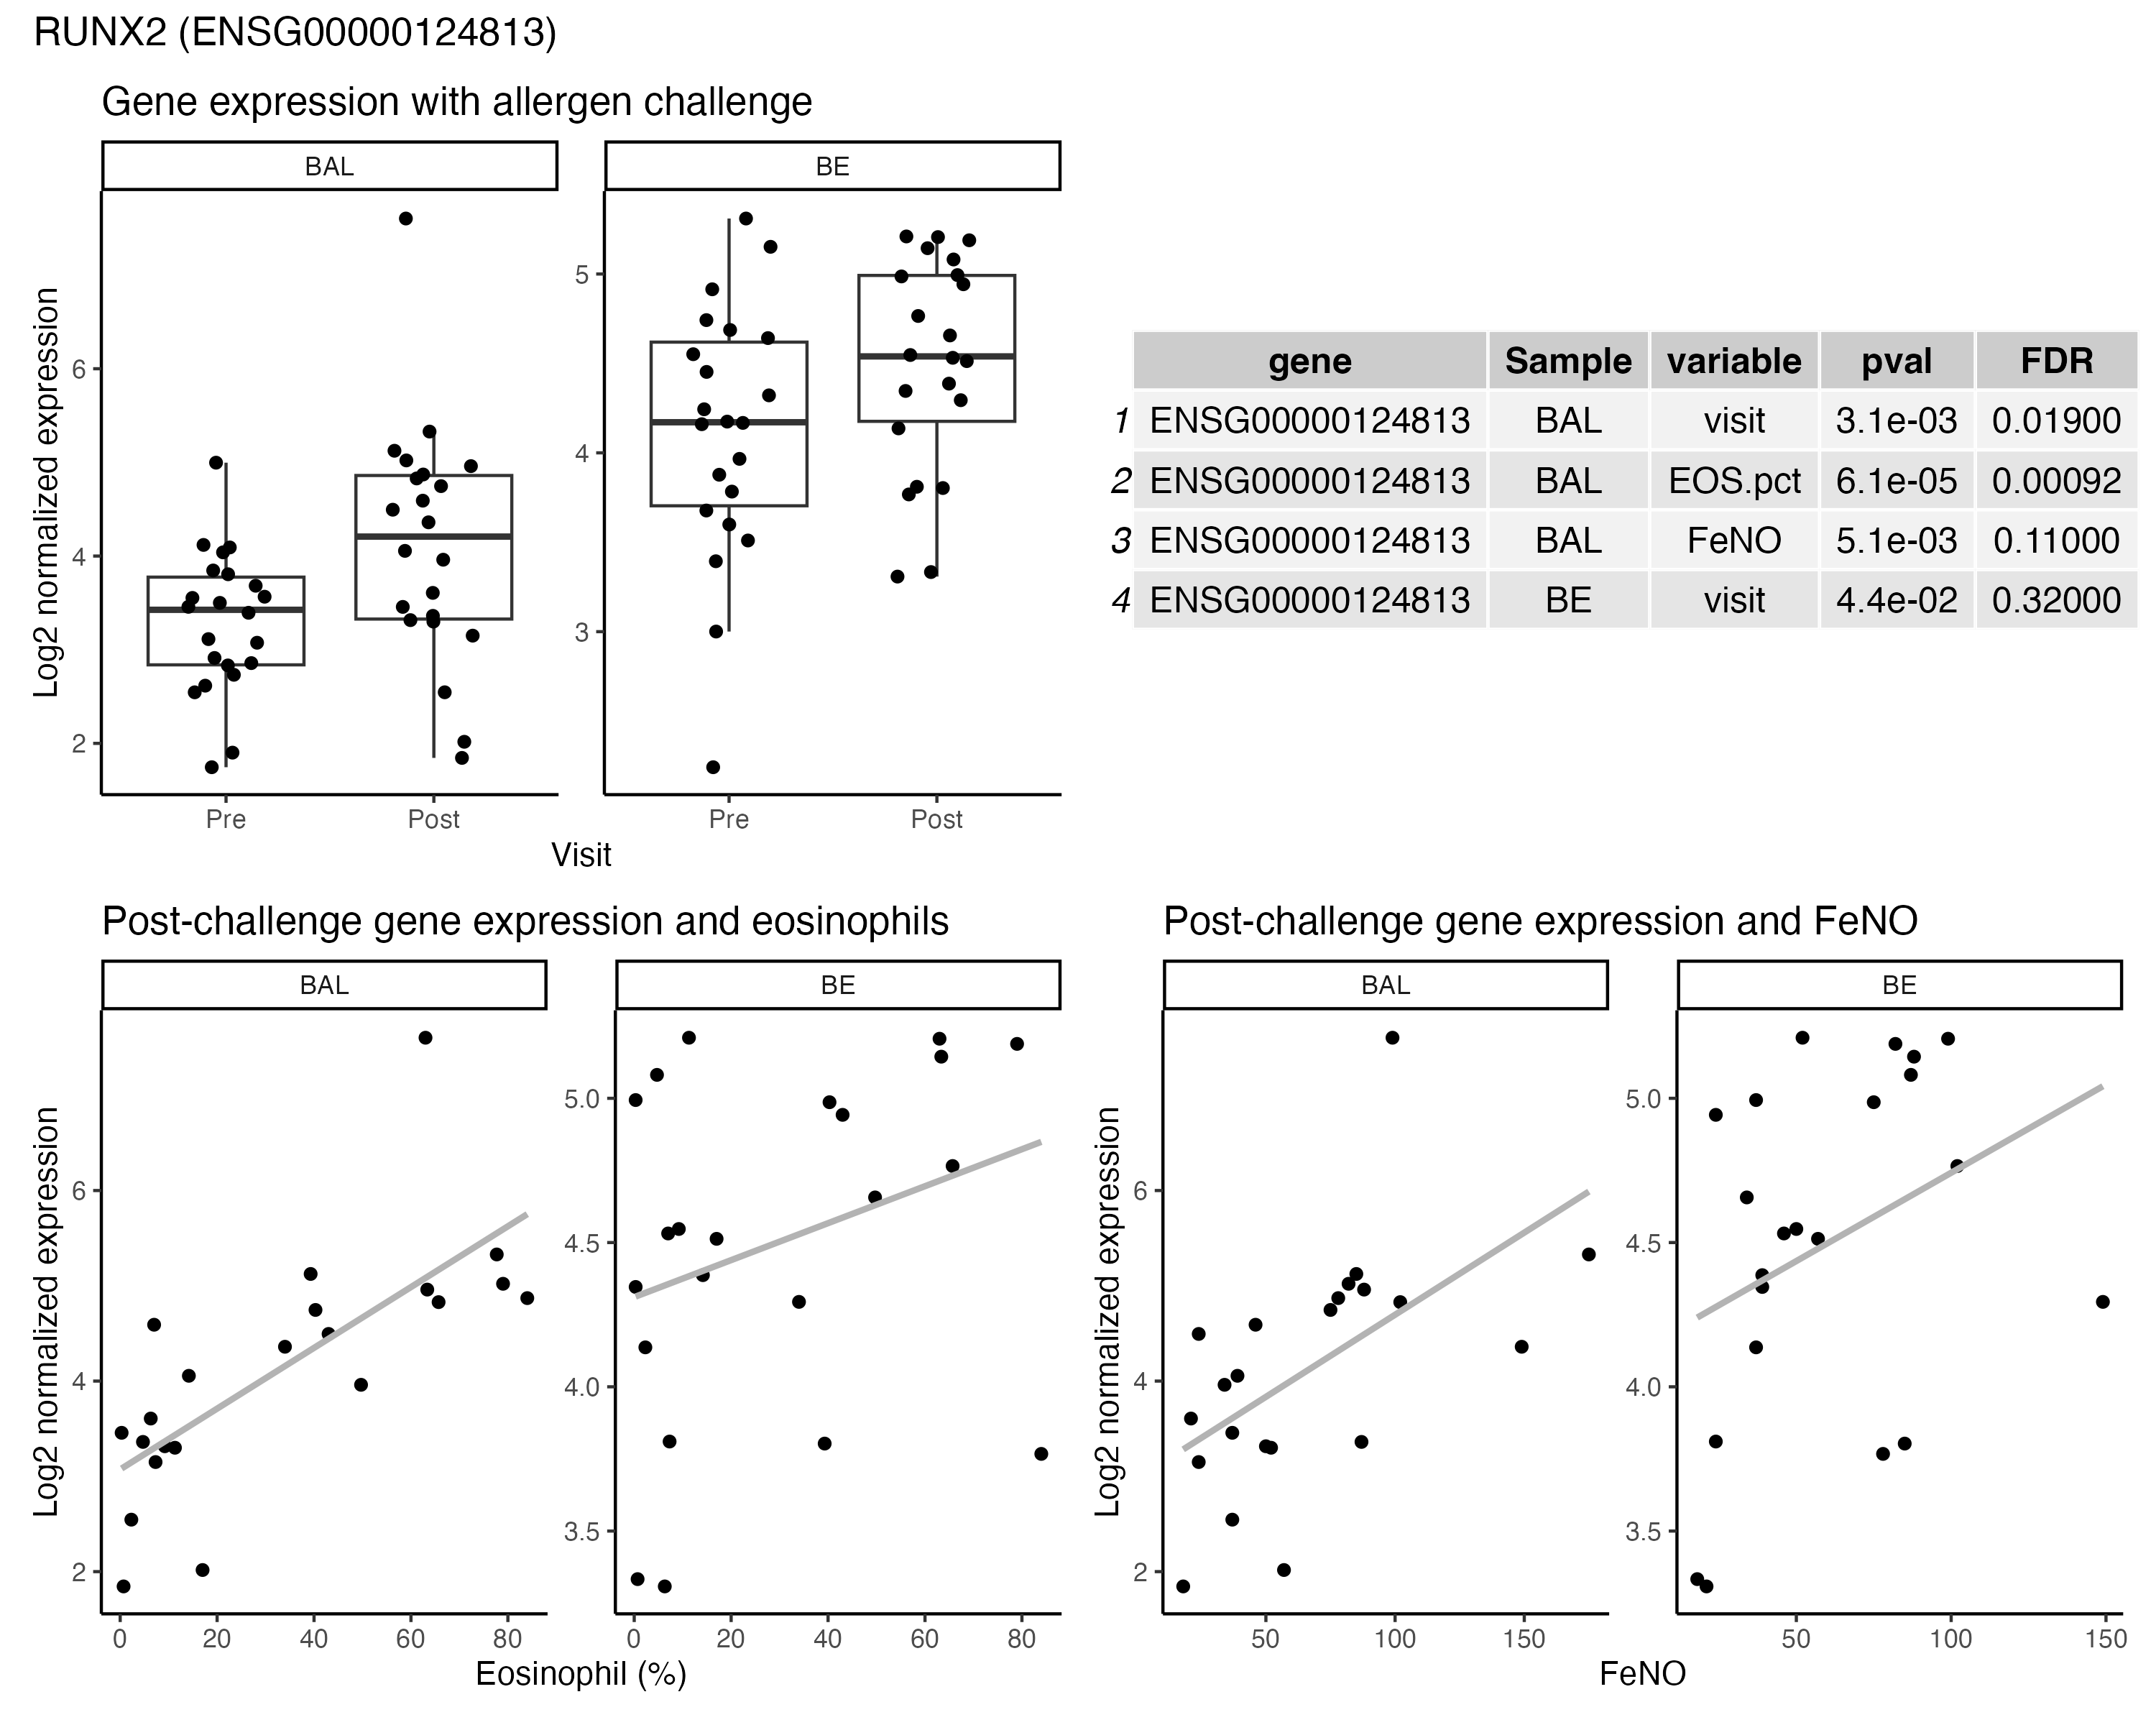 RUNX2 (ENSG00000124813)
Gene expression with allergen challenge
BAL
BE
Log2 normalized expression
6
4
2
5
4
3
Pre
Post
Pre
Post
Visit
gene Sample variable pval FDR
1 ENSG00000124813 BAL visit 3.1e-03 0.01900
2 ENSG00000124813 BAL EOS.pct 6.1e-05 0.00092
3 ENSG00000124813 BAL FeNO 5.1e-03 0.11000
4 ENSG00000124813 BE visit 4.4e-02 0.32000
Post-challenge gene expression and eosinophils
BAL
BE
Log2 normalized expression
6
4
2
5.0
4.5
4.0
3.5
0 20 40 60 80
0 20 40 60 80
Eosinophil (%)
Post-challenge gene expression and FeNO
BAL
BE
Log2 normalized expression
6
4
2
5.0
4.5
4.0
3.5
50 100 150
50 100 150
FeNO